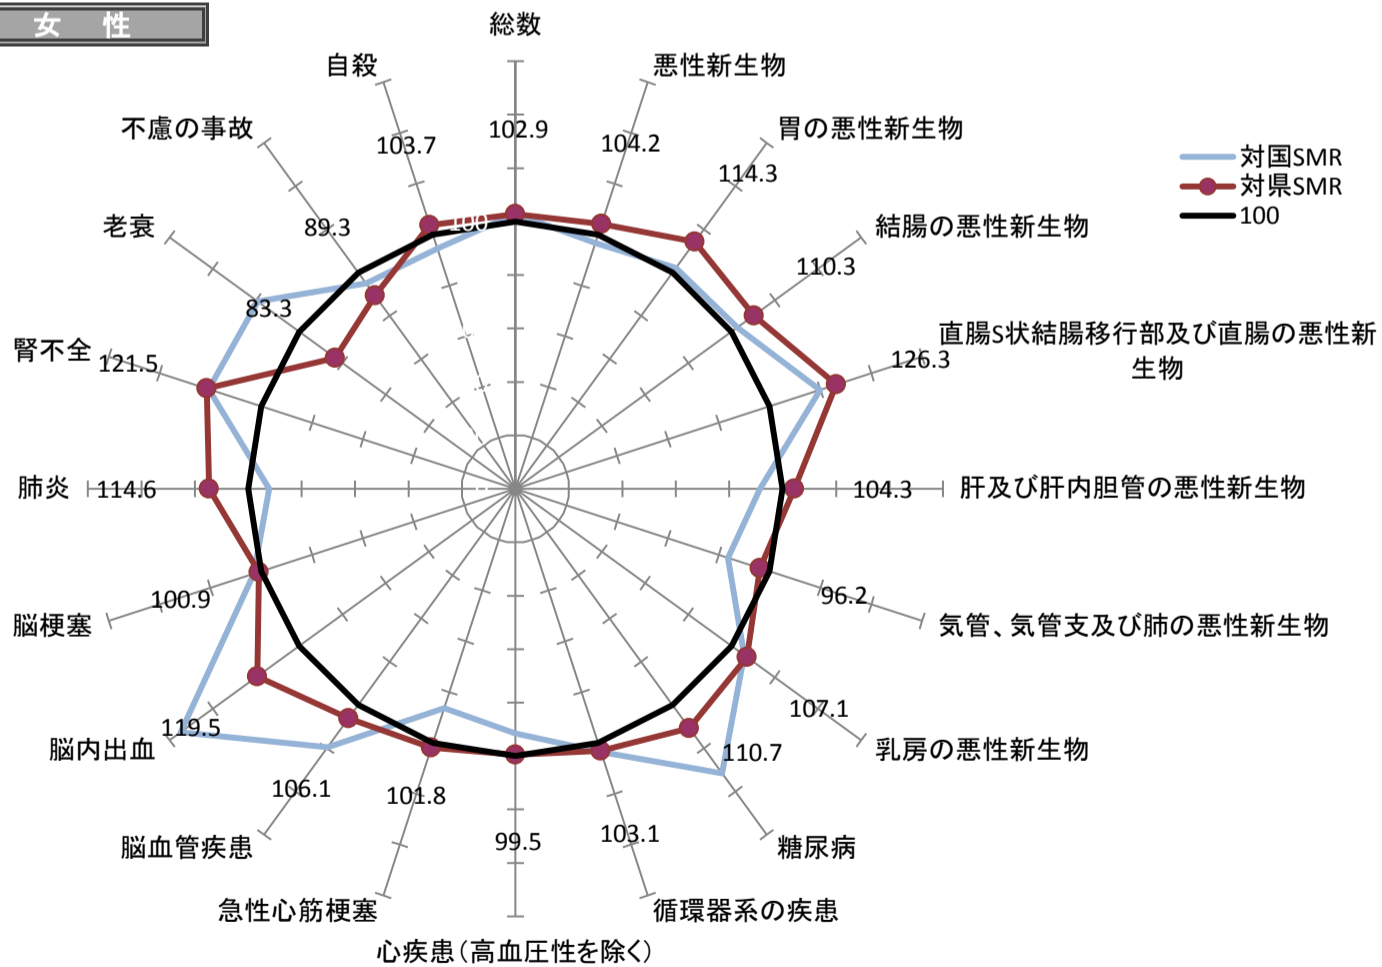 女 性
総数
自殺
悪性新生物
不慮の事故
胃の悪性新生物
102.9
103.7
104.2
対国SMR
対県SMR
100
114.3
老衰
89.3
100
結腸の悪性新生物
110.3
83.3
腎不全
121.5
直腸S状結腸移行部及び直腸の悪性新
生物
126.3
肺炎
114.6
104.3
肝及び肝内胆管の悪性新生物
100.9
96.2
脳梗塞
気管、気管支及び肺の悪性新生物
119.5
107.1
脳内出血
110.7
乳房の悪性新生物
106.1
101.8
99.5
103.1
脳血管疾患
糖尿病
急性心筋梗塞
循環器系の疾患
心疾患(高血圧性を除く)